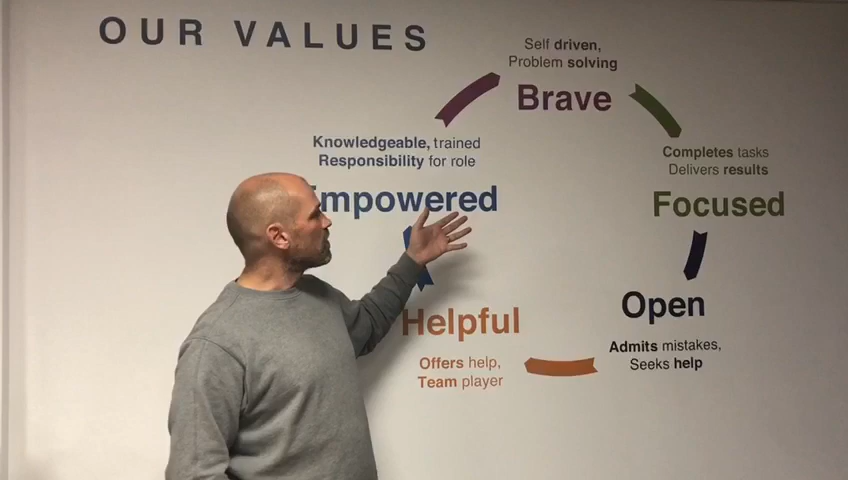 OUR VALUES
Self driven,
Problem solving
Brave
Completes tasks
Delivers results
Focused
Open
Admits mistakes,
Seeks help
Helpful
Offers help,
Team player
Knowledgeable, trained
Responsibility for role
Empowered